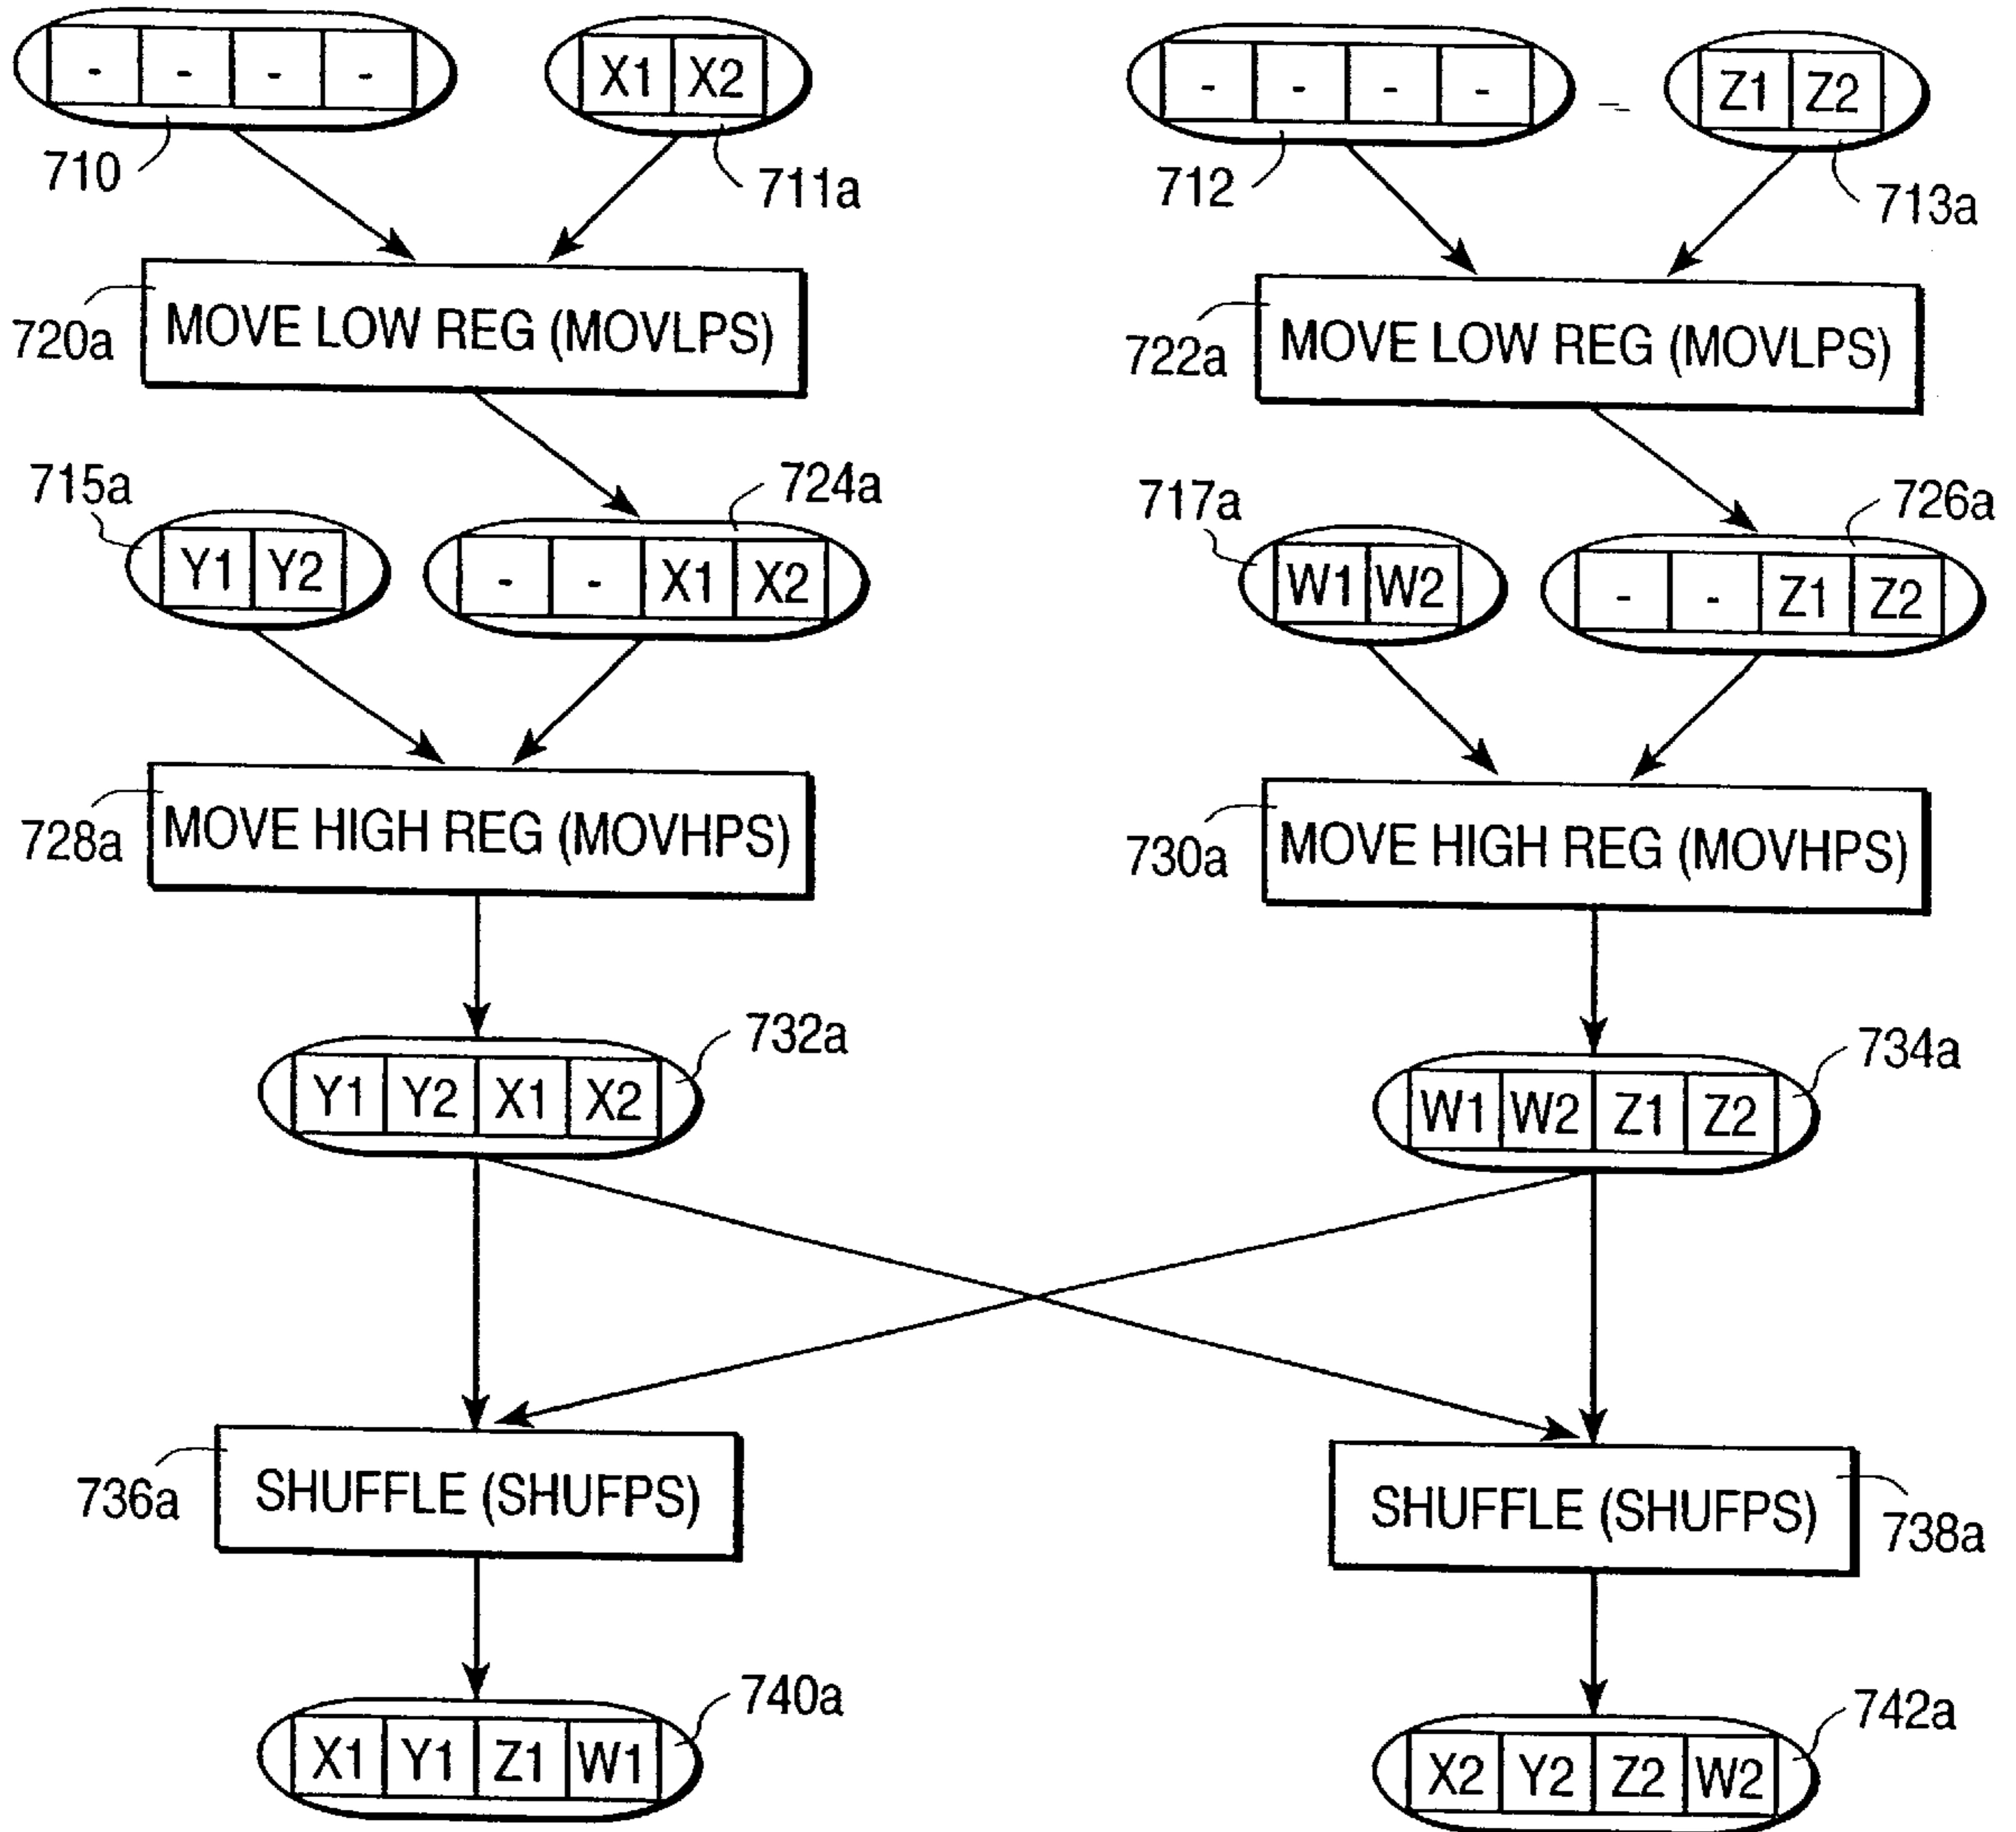 - - - -
X1 X2
- - - -
Z1 Z2
710
711a
712
713a
720a
MOVE LOW REG (MOVLPS)
722a
MOVE LOW REG (MOVLPS)
715a
724a
717a
726a
Y1 Y2
- - X1 X2
W1 W2
- - Z1 Z2
728a
MOVE HIGH REG (MOVHPS)
730a
MOVE HIGH REG (MOVHPS)
732a
734a
Y1 Y2 X1 X2
W1 W2 Z1 Z2
736a
SHUFFLE (SHUFPS)
SHUFFLE (SHUFPS)
738a
740a
742a
X1 Y1 Z1 W1
X2 Y2 Z2 W2